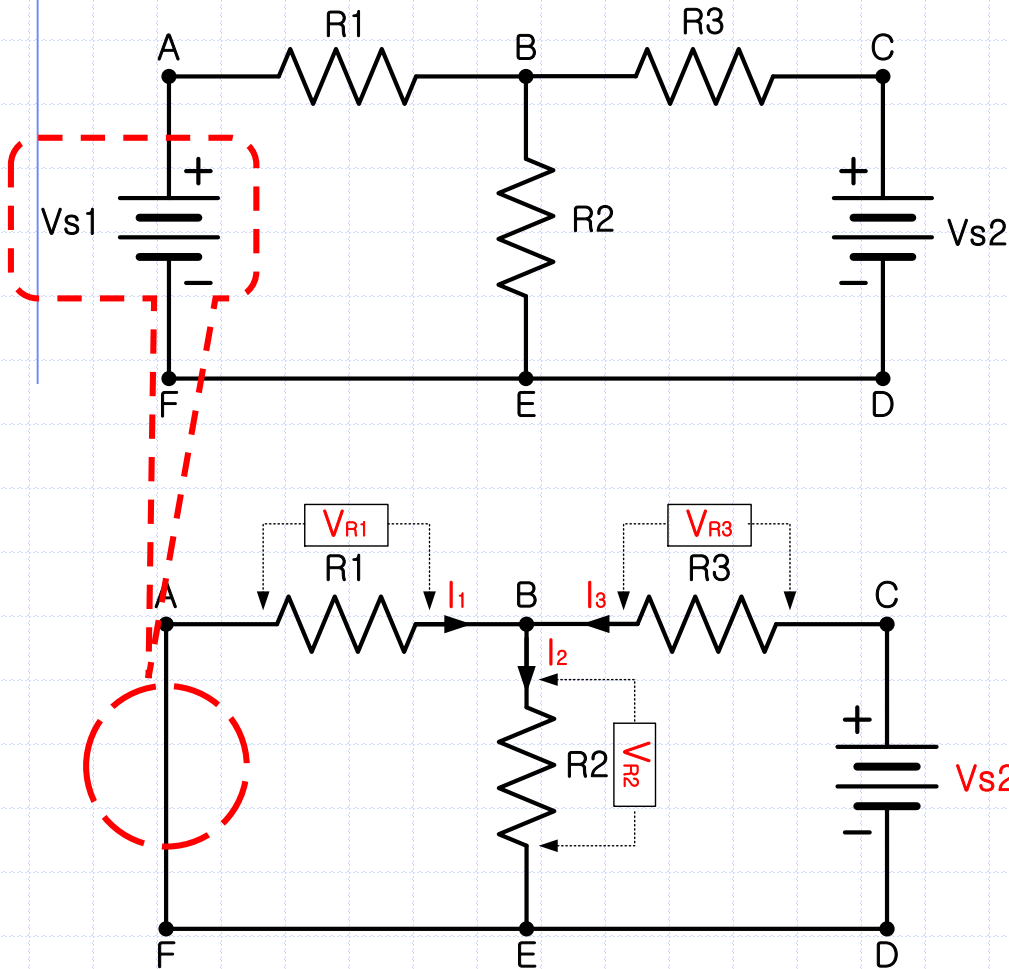 R1
R3
A
B
C
+
+
Vs1
R2
Vs2
−
−
F
E
D
VR1
VR3
R1
R3
A
I1
B
I3
C
I2
+
R2
VR2
Vs2
−
F
E
D